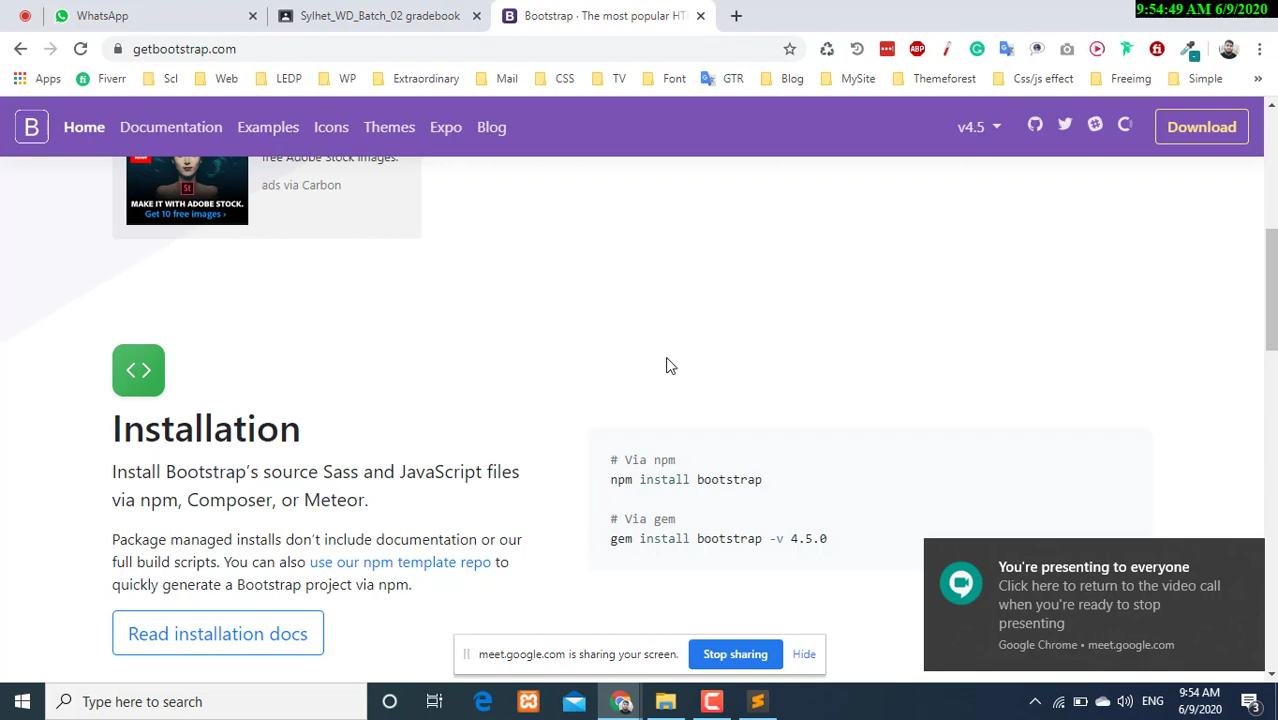 9:54:49 AM 6/9/2020
WhatsApp
Sylhet_WD_Batch_02 gradebook
Bootstrap · The most popular HT
getbootstrap.com
ABP
Apps
Fiverr
Scl
Web
LEDP
WP
Extraordinary
Mail
CSS
TV
Font
GTR
Blog
MySite
Themeforest
Css/js effect
Freeimg
Simple
»
B
Home
Documentation
Examples
Icons
Themes
Expo
Blog
v4.5
Download
free Adobe Stock images.
ads via Carbon
St
MAKE IT WITH ADOBE STOCK.
Get 10 free images ›
Installation
Install Bootstrap’s source Sass and JavaScript files
via npm, Composer, or Meteor.
Package managed installs don’t include documentation or our
full build scripts. You can also use our npm template repo to
quickly generate a Bootstrap project via npm.
Read installation docs
# Via npm
npm install bootstrap
# Via gem
gem install bootstrap -v 4.5.0
You're presenting to everyone
Click here to return to the video call
when you're ready to stop
presenting
Google Chrome • meet.google.com
meet.google.com is sharing your screen.
Stop sharing
Hide
Type here to search
ENG
9:54 AM
6/9/2020
3